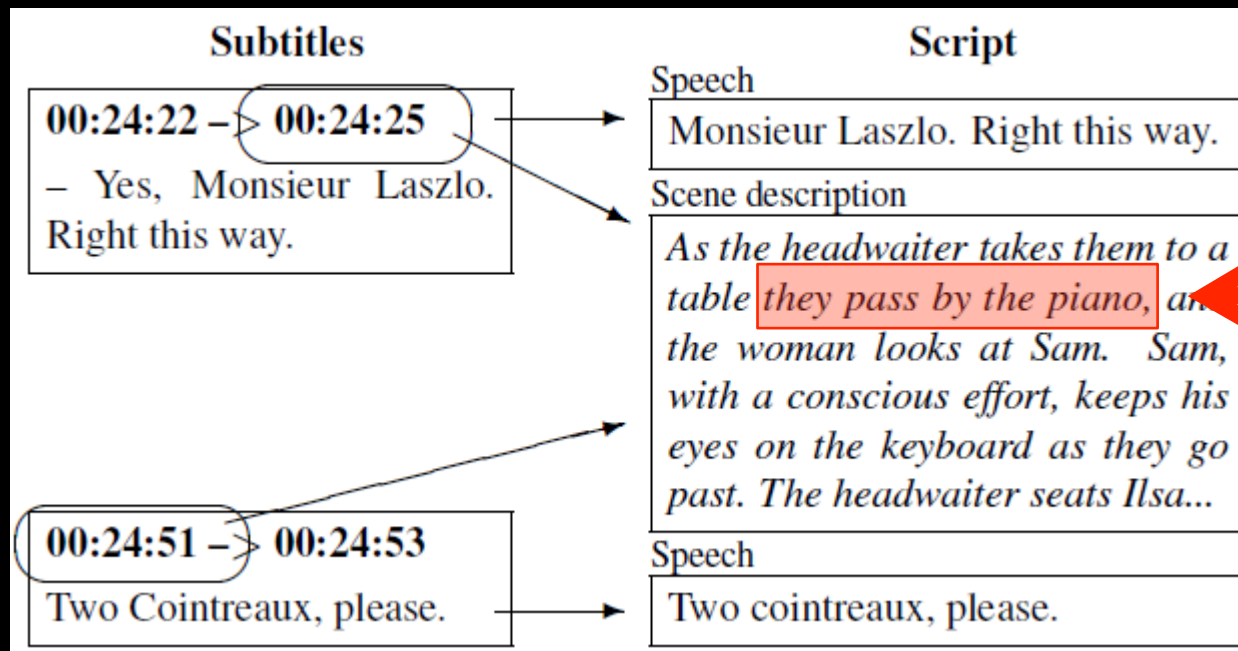 Subtitles
00:24:22 –> 00:24:25
– Yes, Monsieur Laszlo.
Right this way.
00:24:51 –> 00:24:53
Two Cointreaux, please.
Script
Speech
Monsieur Laszlo. Right this way.
Scene description
As the headwaiter takes them to a
table they pass by the piano, and
the woman looks at Sam. Sam,
with a conscious effort, keeps his
eyes on the keyboard as they go
past. The headwaiter seats Ilsa...
Speech
Two cointreaux, please.